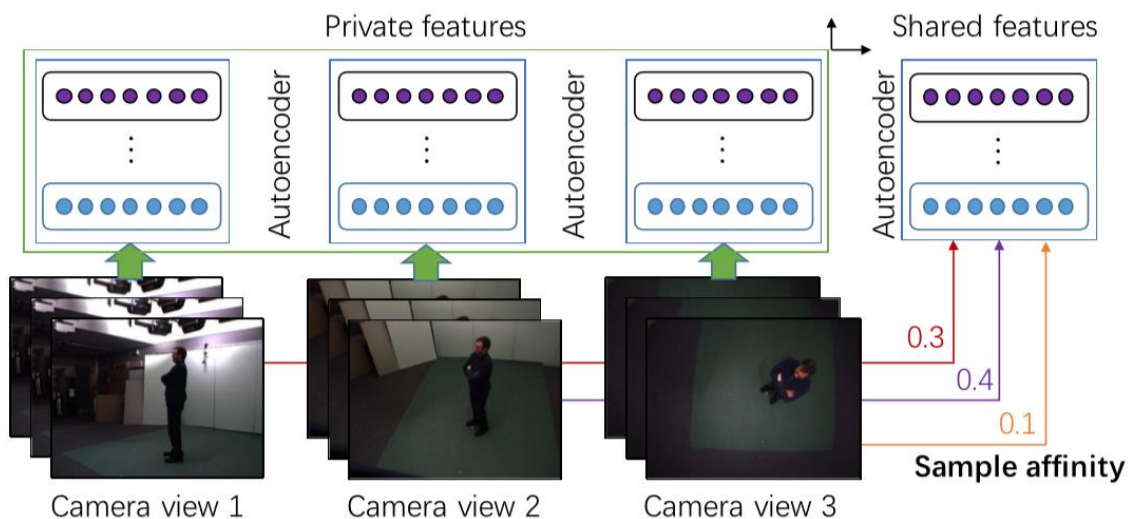 Private features
Shared features
Autoencoder
Autoencoder
Autoencoder
0.3
0.4
0.1
Sample affinity
Camera view 1
Camera view 2
Camera view 3